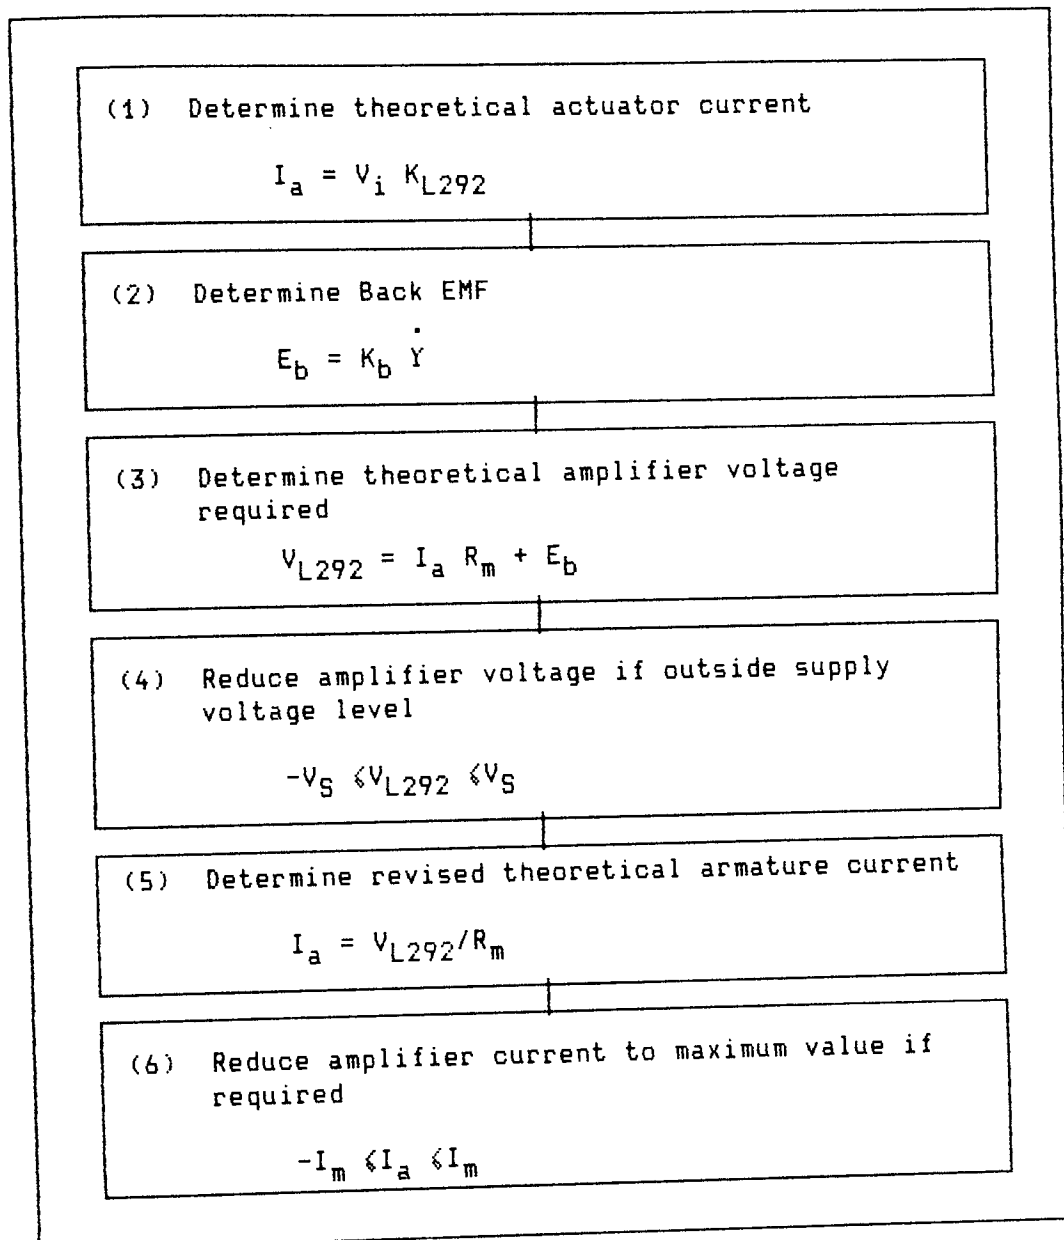 (1) Determine theoretical actuator current
I_a = V_i K_L292
(2) Determine Back EMF
E_b = K_b Ẏ
(3) Determine theoretical amplifier voltage
required
V_L292 = I_a R_m + E_b
(4) Reduce amplifier voltage if outside supply
voltage level
-V_S ⩽V_L292 ⩽V_S
(5) Determine revised theoretical armature current
I_a = V_L292/R_m
(6) Reduce amplifier current to maximum value if
required
-I_m ⩽I_a ⩽I_m